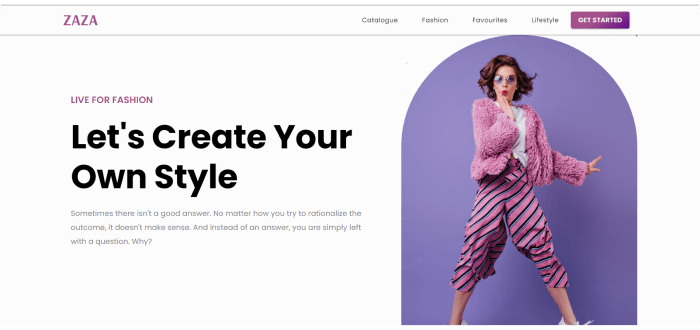 ZAZA
Catalogue
Fashion
Favourites
Lifestyle
GET STARTED
LIVE FOR FASHION
Let's Create Your
Own Style
Sometimes there isn't a good answer. No matter how you try to rationalize the
outcome, it doesn't make sense. And instead of an answer, you are simply left
with a question. Why?